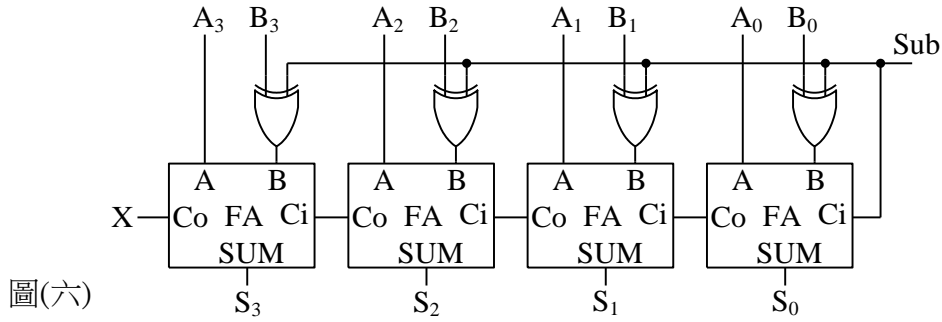 A3 B3 A2 B2 A1 B1 A0 B0
Sub
A B A B A B A B
X Co FA Ci Co FA Ci Co FA Ci Co FA Ci
SUM SUM SUM SUM
圖(六) S3 S2 S1 S0